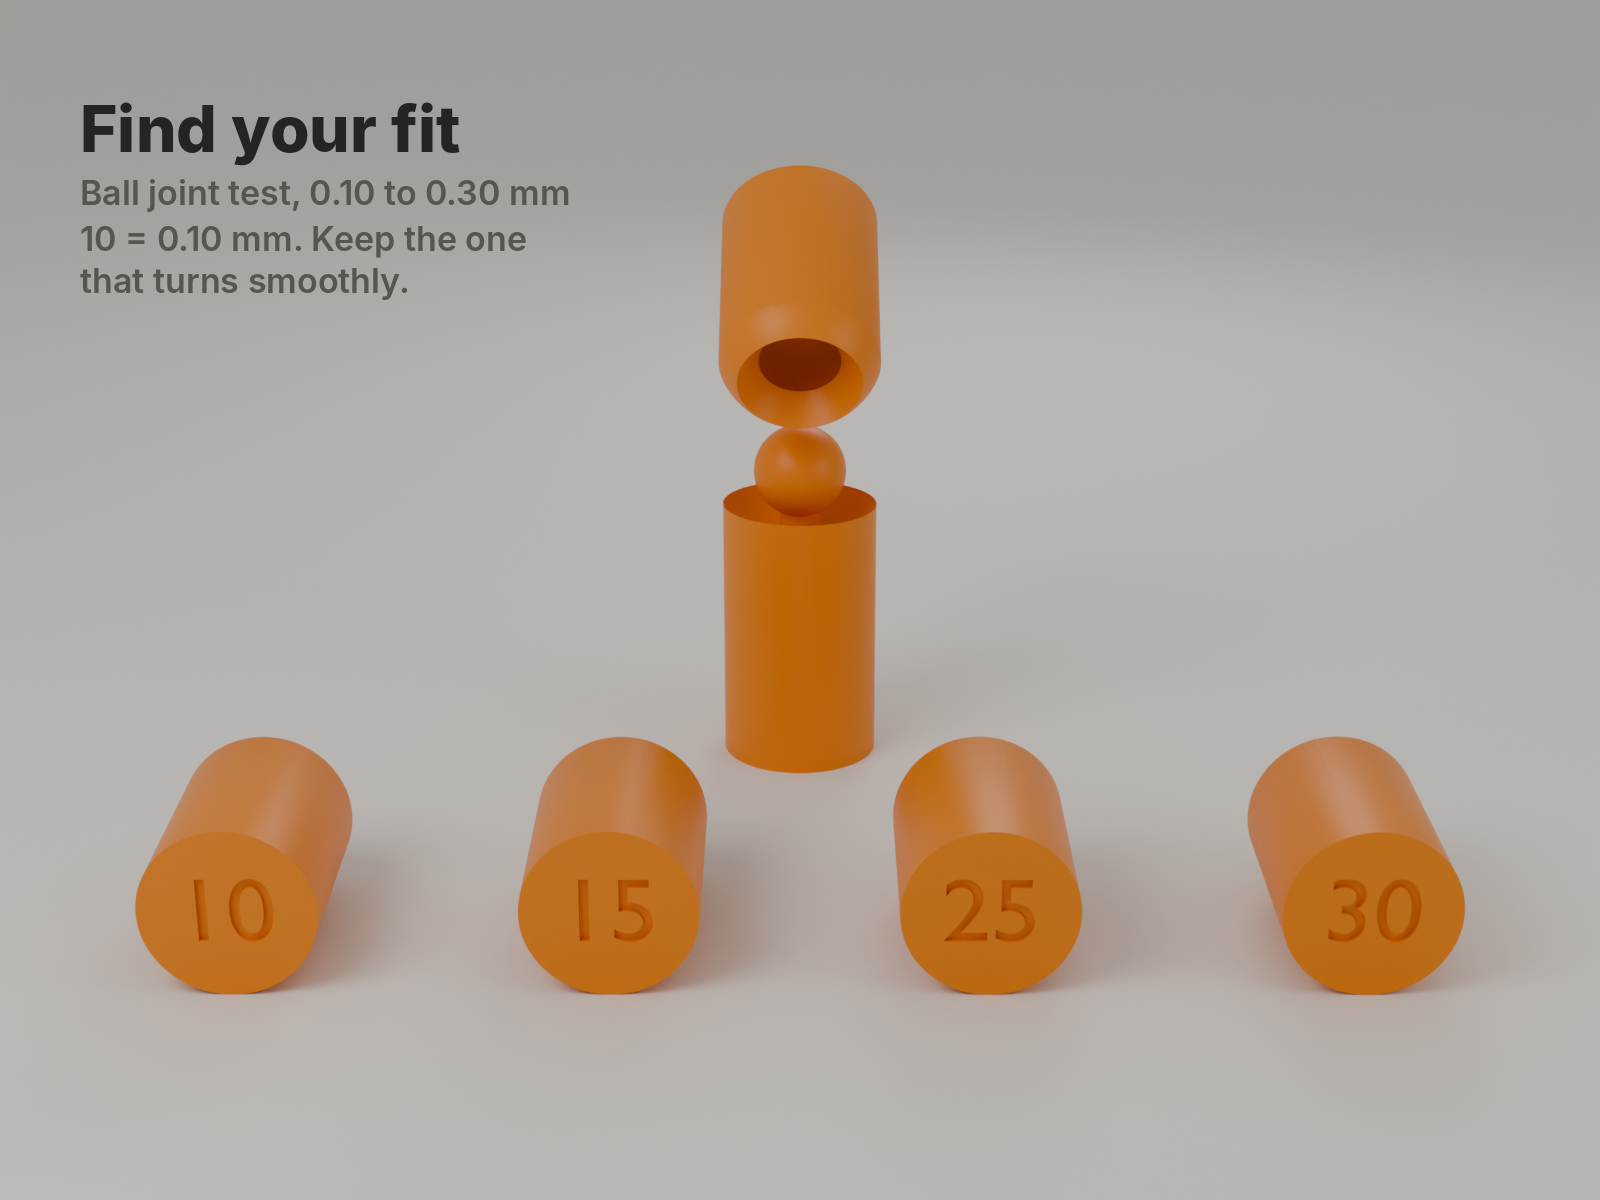 Find your fit
Ball joint test, 0.10 to 0.30 mm
10 = 0.10 mm. Keep the one
that turns smoothly.
10
15
25
30